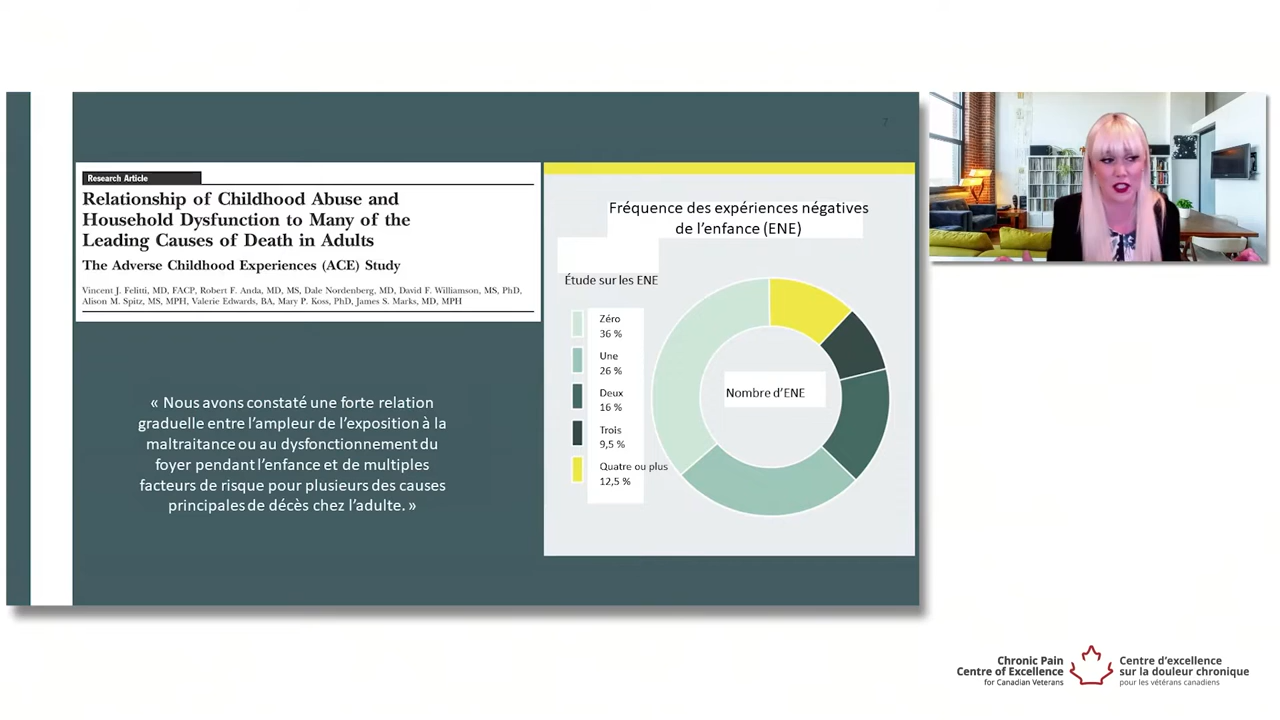 7
Research Article
Relationship of Childhood Abuse and
Household Dysfunction to Many of the
Leading Causes of Death in Adults
The Adverse Childhood Experiences (ACE) Study
Vincent J. Felitti, MD, FACP, Robert F. Anda, MD, MS, Dale Nordenberg, MD, David F. Williamson, MS, PhD,
Alison M. Spitz, MS, MPH, Valerie Edwards, BA, Mary P. Koss, PhD, James S. Marks, MD, MPH
« Nous avons constaté une forte relation
graduelle entre l’ampleur de l’exposition à la
maltraitance ou au dysfonctionnement du
foyer pendant l’enfance et de multiples
facteurs de risque pour plusieurs des causes
principales de décès chez l’adulte. »
Fréquence des expériences négatives
de l’enfance (ENE)
Étude sur les ENE
Zéro
36 %
Une
26 %
Deux
16 %
Trois
9,5 %
Quatre ou plus
12,5 %
Nombre d’ENE
Chronic Pain
Centre of Excellence
for Canadian Veterans
Centre d’excellence
sur la douleur chronique
pour les vétérans canadiens